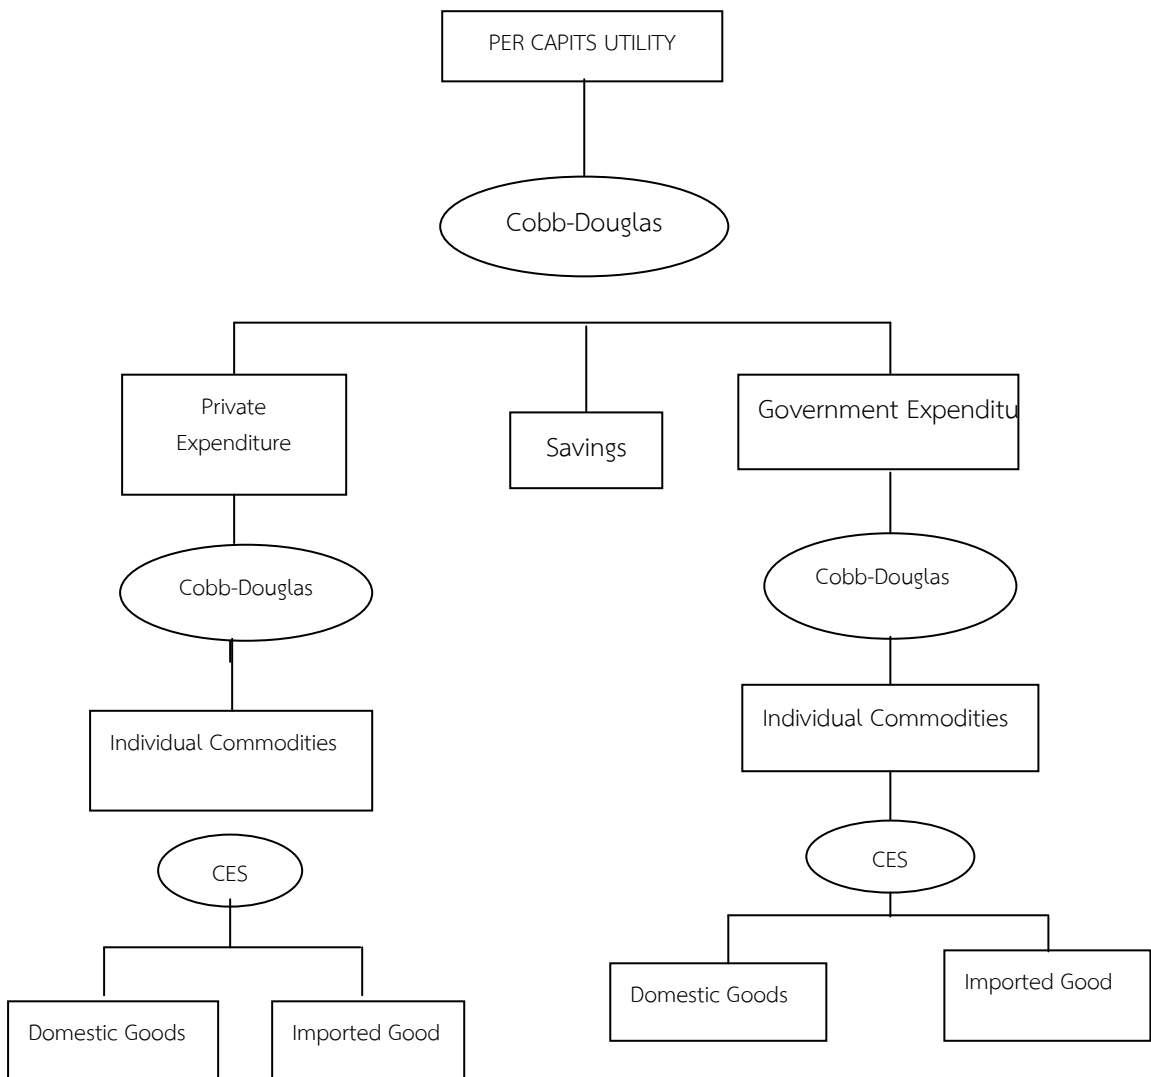 PER CAPITS UTILITY
Cobb-Douglas
Private
Expenditure
Savings
Government Expenditu
Cobb-Douglas
Cobb-Douglas
Individual Commodities
Individual Commodities
CES
CES
Domestic Goods
Imported Good
Domestic Goods
Imported Good